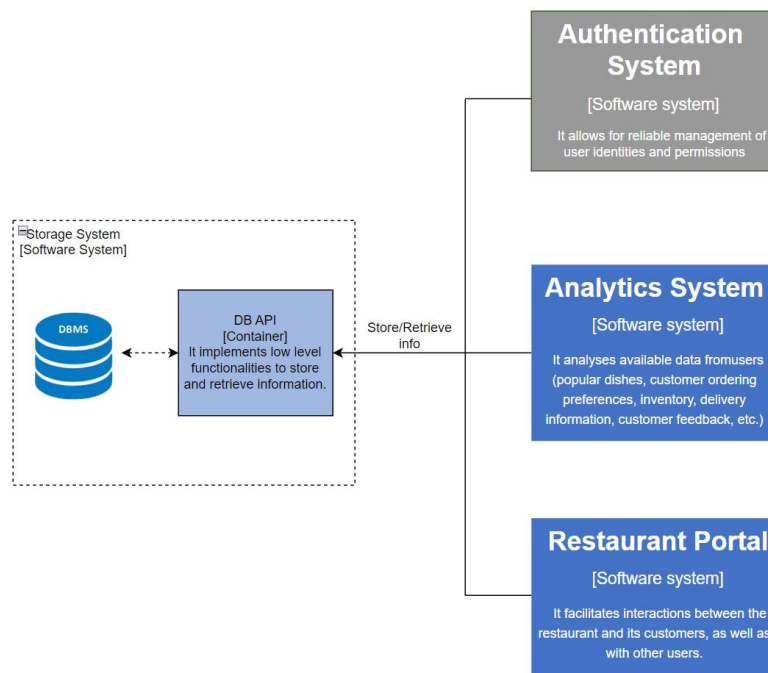 Authentication
System
[Software system]
It allows for reliable management of
user identities and permissions
Storage System
[Software System]
DBMS
DB API
[Container]
It implements low level
functionalities to store
and retrieve information.
Store/Retrieve
info
Analytics System
[Software system]
It analyses available data fromusers
(popular dishes, customer ordering
preferences, inventory, delivery
information, customer feedback, etc.)
Restaurant Portal
[Software system]
It facilitates interactions between the
restaurant and its customers, as well as
with other users.